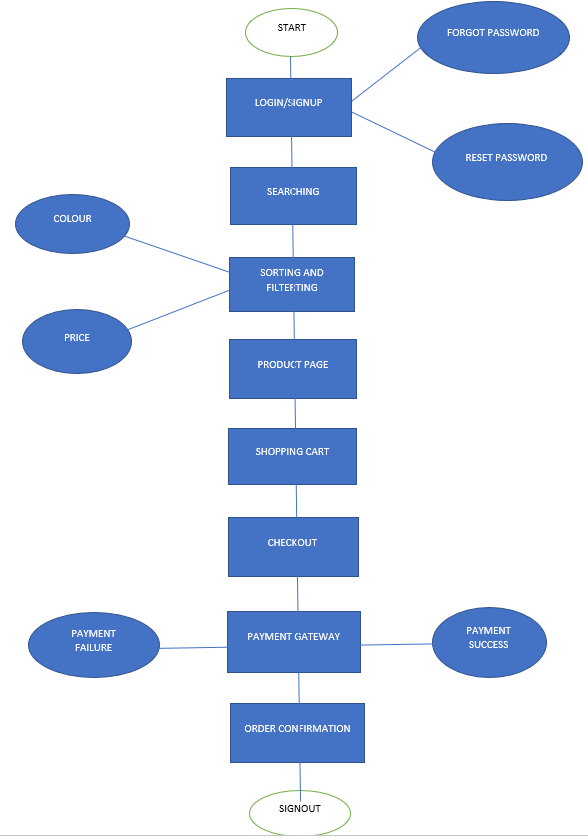 START
FORGOT PASSWORD
LOGIN/SIGNUP
RESET PASSWORD
SEARCHING
COLOUR
SORTING AND
FILTERTING
PRICE
PRODUCT PAGE
SHOPPING CART
CHECKOUT
PAYMENT
FAILURE
PAYMENT GATEWAY
PAYMENT
SUCCESS
ORDER CONFIRMATION
SIGNOUT